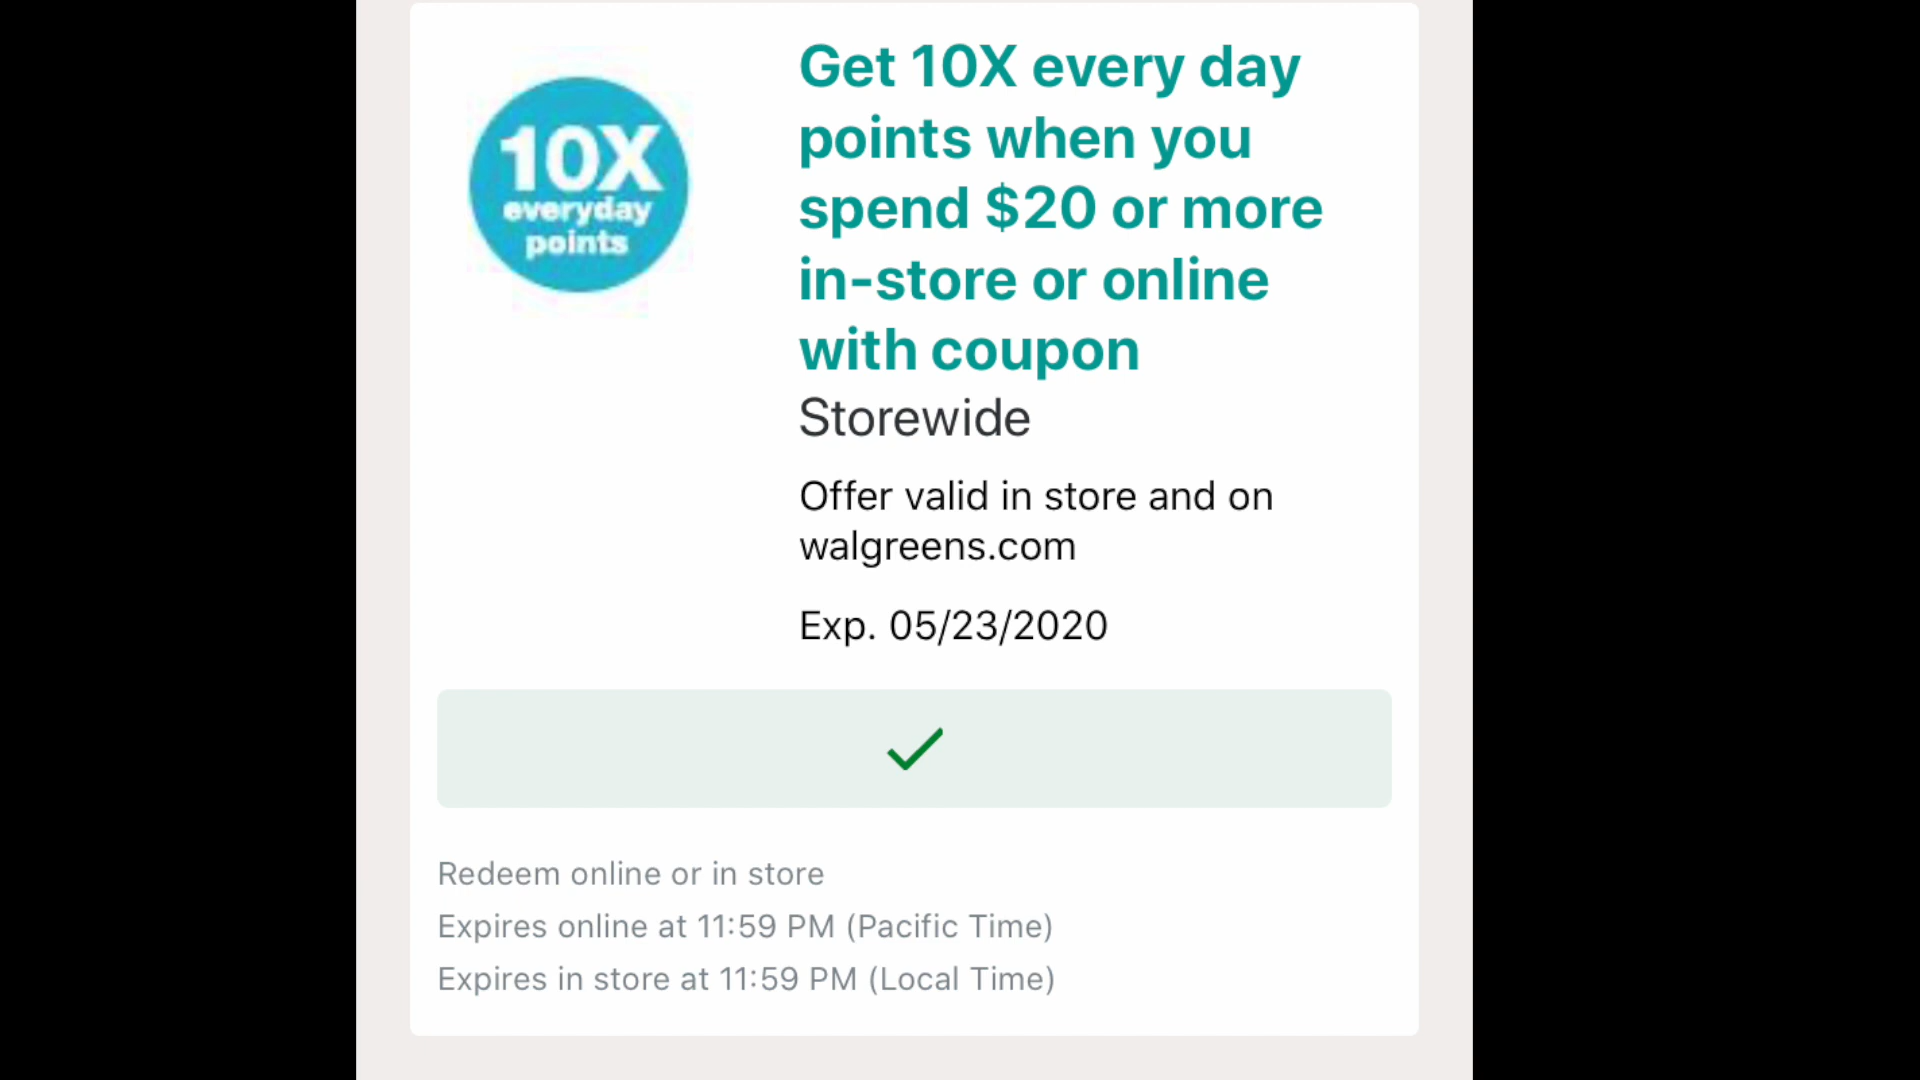 10X
everyday
points
Get 10X every day
points when you
spend $20 or more
in-store or online
with coupon
Storewide
Offer valid in store and on
walgreens.com
Exp. 05/23/2020
Redeem online or in store
Expires online at 11:59 PM (Pacific Time)
Expires in store at 11:59 PM (Local Time)